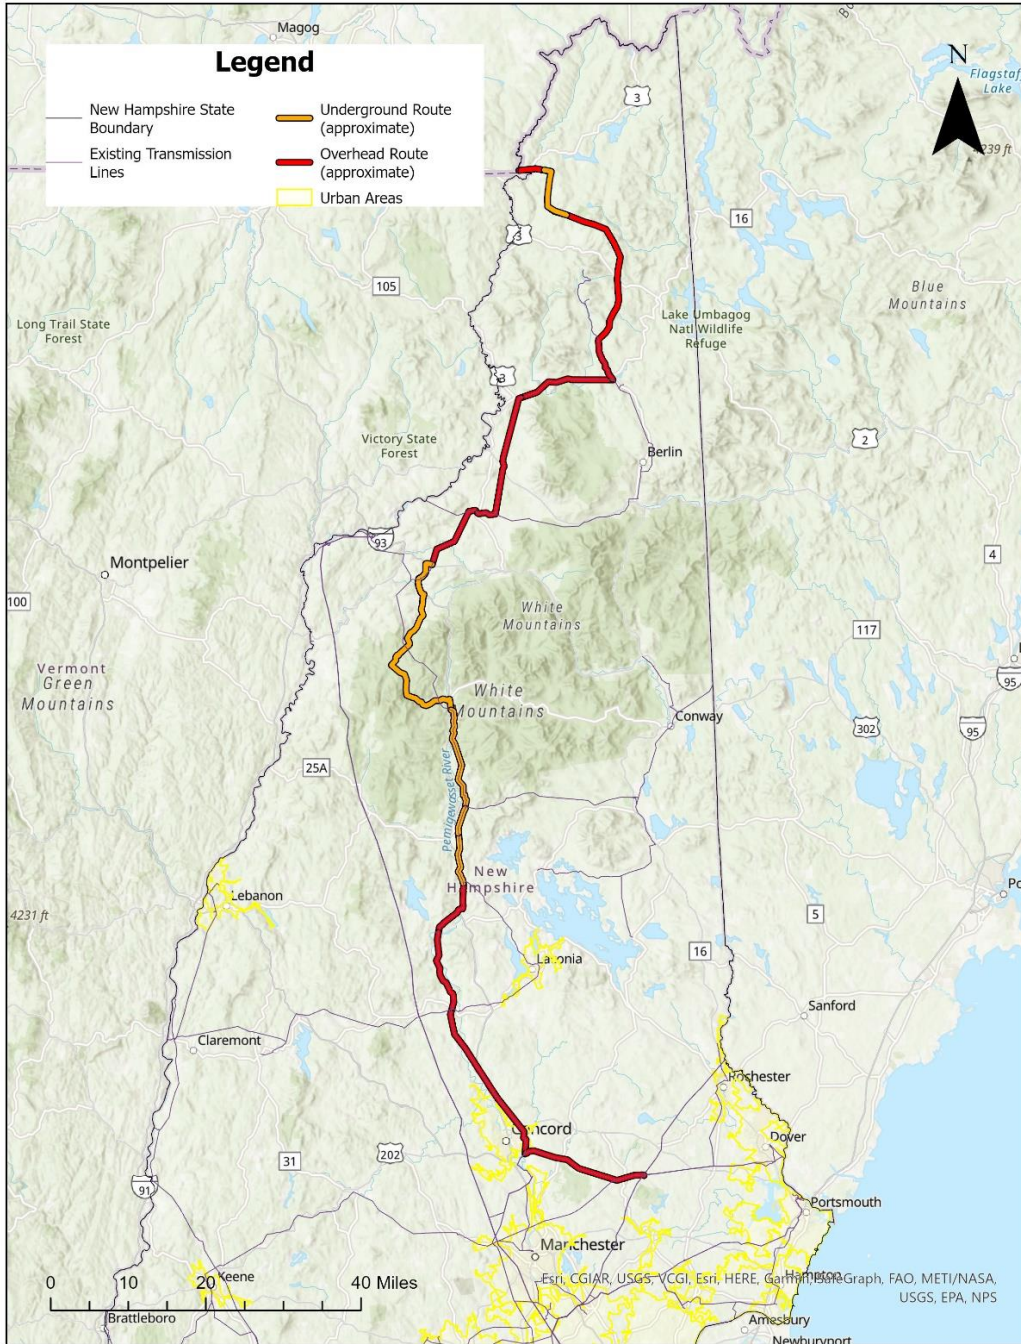 Magog
Legend
New Hampshire State
Boundary
Existing Transmission
Lines
Underground Route
(approximate)
Overhead Route
(approximate)
Urban Areas
N
Flagstaff
Lake
4239 ft
3
16
3
105
Blue
Mountains
Long Trail State
Forest
Lake Umbagog
Natl Wildlife
Refuge
3
2
Victory State
Forest
Berlin
93
4
Montpelier
100
White
Mountains
117
Vermont
Green
Mountains
95
White
Mountains
Conway
302
95
25A
Pemigewasset River
New
Hampshire
Lebanon
4231 ft
5
16
Laconia
Sanford
Claremont
Rochester
Concord
Dover
202
31
91
Portsmouth
Manchester
Keene
Hampton
0
10
20
40 Miles
Esri, CGIAR, USGS, VCGI, Esri, HERE, Garmin, SafeGraph, FAO, METI/NASA,
USGS, EPA, NPS
Brattleboro
Amesbury
Newburyport